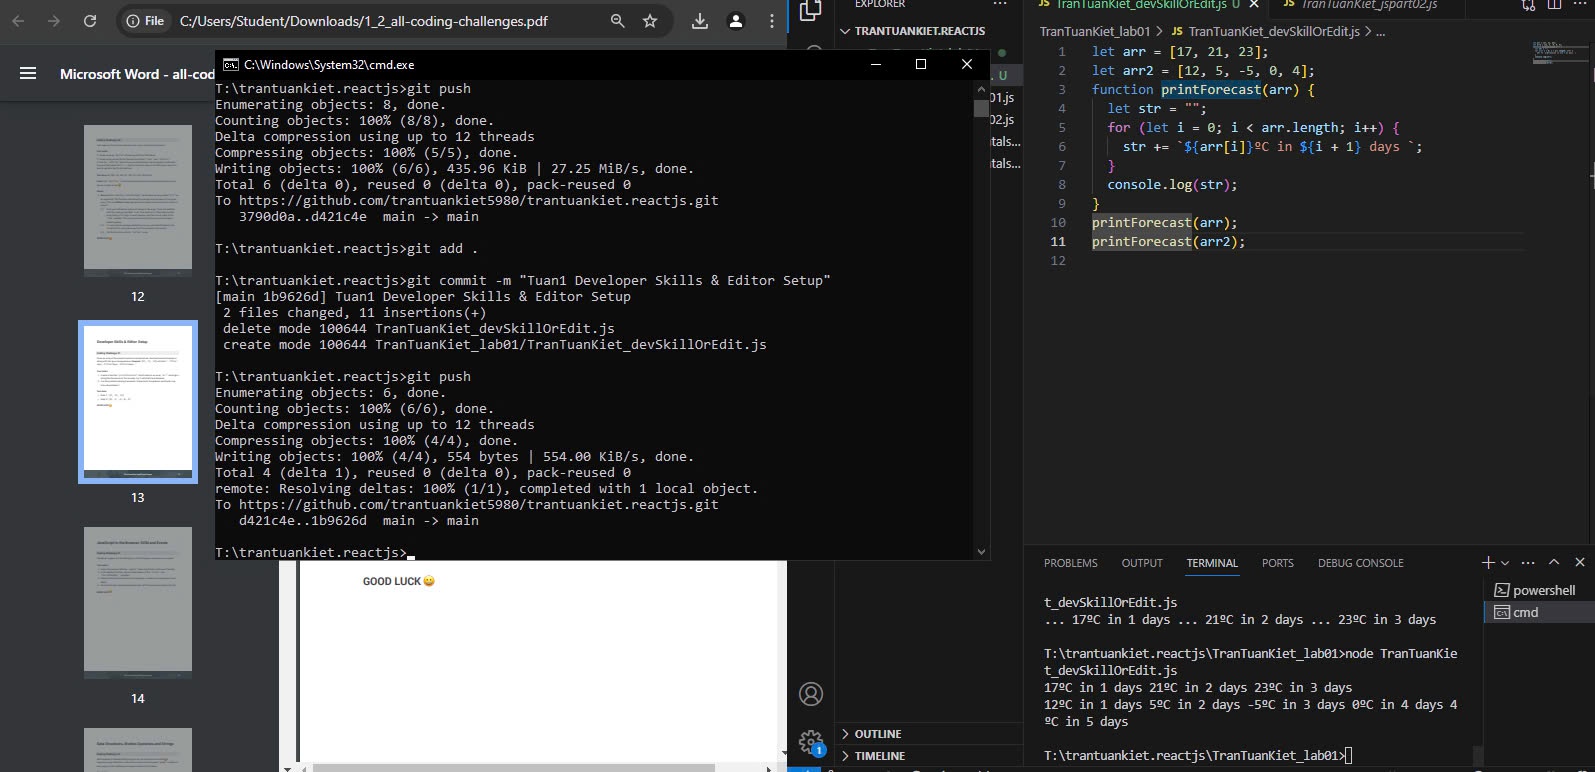 File C:/Users/Student/Downloads/1_2_all-coding-challenges.pdf
Microsoft Word - all-cod
12
13
14
C:\Windows\System32\cmd.exe
T:\trantuankiet.reactjs>git push
Enumerating objects: 8, done.
Counting objects: 100% (8/8), done.
Delta compression using up to 12 threads
Compressing objects: 100% (5/5), done.
Writing objects: 100% (6/6), 435.96 KiB | 27.25 MiB/s, done.
Total 6 (delta 0), reused 0 (delta 0), pack-reused 0
To https://github.com/trantuankiet5980/trantuankiet.reactjs.git
   3790d0a..d421c4e  main -> main
T:\trantuankiet.reactjs>git add .
T:\trantuankiet.reactjs>git commit -m "Tuan1 Developer Skills & Editor Setup"
[main 1b9626d] Tuan1 Developer Skills & Editor Setup
 2 files changed, 11 insertions(+)
 delete mode 100644 TranTuanKiet_devSkillOrEdit.js
 create mode 100644 TranTuanKiet_lab01/TranTuanKiet_devSkillOrEdit.js
T:\trantuankiet.reactjs>git push
Enumerating objects: 6, done.
Counting objects: 100% (6/6), done.
Delta compression using up to 12 threads
Compressing objects: 100% (4/4), done.
Writing objects: 100% (4/4), 554 bytes | 554.00 KiB/s, done.
Total 4 (delta 1), reused 0 (delta 0), pack-reused 0
remote: Resolving deltas: 100% (1/1), completed with 1 local object.
To https://github.com/trantuankiet5980/trantuankiet.reactjs.git
   d421c4e..1b9626d  main -> main
T:\trantuankiet.reactjs>
GOOD LUCK 😀
EXPLORER
TRANTUANKIET.REACTJS
U
01.js
02.js
tals...
tals...
OUTLINE
TIMELINE
1
JS TranTuanKiet_devSkillOrEdit.js U
JS TranTuanKiet_jspart02.js
TranTuanKiet_lab01 > JS TranTuanKiet_devSkillOrEdit.js > ...
1 let arr = [17, 21, 23];
2 let arr2 = [12, 5, -5, 0, 4];
3 function printForecast(arr) {
4   let str = "";
5   for (let i = 0; i < arr.length; i++) {
6     str += `${arr[i]}ºC in ${i + 1} days `;
7   }
8   console.log(str);
9 }
10 printForecast(arr);
11 printForecast(arr2);
12
PROBLEMS OUTPUT TERMINAL PORTS DEBUG CONSOLE
powershell
cmd
t_devSkillOrEdit.js
... 17ºC in 1 days ... 21ºC in 2 days ... 23ºC in 3 days
T:\trantuankiet.reactjs\TranTuanKiet_lab01>node TranTuanKie
t_devSkillOrEdit.js
17ºC in 1 days 21ºC in 2 days 23ºC in 3 days
12ºC in 1 days 5ºC in 2 days -5ºC in 3 days 0ºC in 4 days 4
ºC in 5 days
T:\trantuankiet.reactjs\TranTuanKiet_lab01>